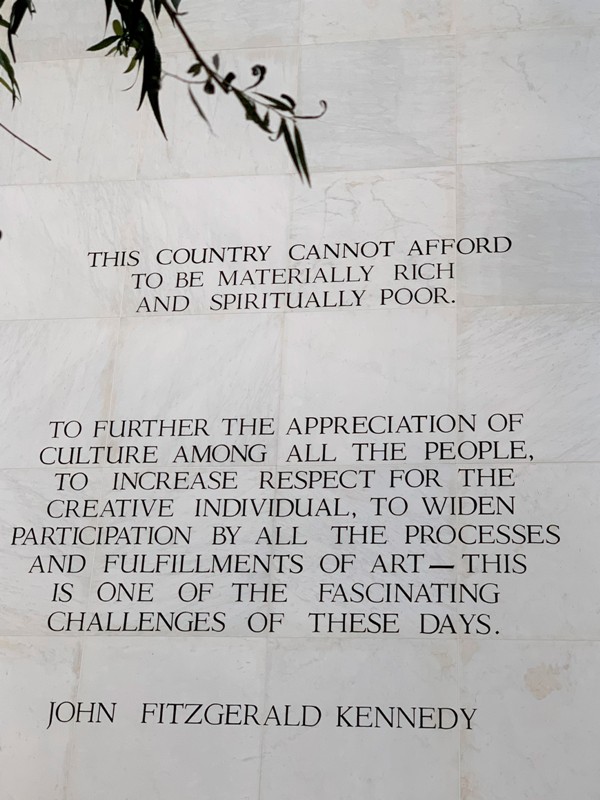 THIS COUNTRY CANNOT AFFORD
TO BE MATERIALLY RICH
AND SPIRITUALLY POOR.
TO FURTHER THE APPRECIATION OF
CULTURE AMONG ALL THE PEOPLE,
TO INCREASE RESPECT FOR THE
CREATIVE INDIVIDUAL, TO WIDEN
PARTICIPATION BY ALL THE PROCESSES
AND FULFILLMENTS OF ART — THIS
IS ONE OF THE FASCINATING
CHALLENGES OF THESE DAYS.
JOHN FITZGERALD KENNEDY